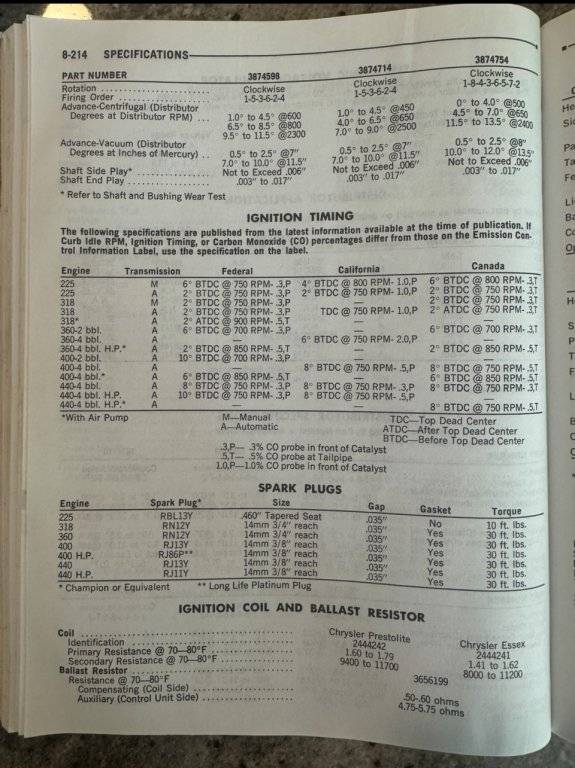 8-214 SPECIFICATIONS
PART NUMBER 3874598 3874714 3874754
Rotation Clockwise Clockwise Clockwise
Firing Order 1-5-3-6-2-4 1-5-3-6-2-4 1-8-4-3-6-5-7-2
Advance-Centrifugal (Distributor
Degrees at Distributor RPM) 1.0° to 4.5° @600 1.0° to 4.5° @450 0° to 4.0° @500
6.5° to 8.5° @800 4.0° to 6.5° @650 4.5° to 7.0° @650
9.5° to 11.5° @2300 7.0° to 9.0° @2500 11.5° to 13.5° @2400
Advance-Vacuum (Distributor
Degrees at Inches of Mercury) 0.5° to 2.5° @7" 0.5° to 2.5° @7" 0.5° to 2.5° @8"
7.0° to 10.0° @11.5" 7.0° to 10.0° @11.5" 10.0° to 12.0° @13.5"
Shaft Side Play* Not to Exceed .006" Not to Exceed .006" Not to Exceed .006"
Shaft End Play .003" to .017" .003" to .017" .003" to .017"
* Refer to Shaft and Bushing Wear Test
IGNITION TIMING
The following specifications are published from the latest information available at the time of publication. If
Curb Idle RPM, Ignition Timing, or Carbon Monoxide (CO) percentages differ from those on the Emission Con-
trol Information Label, use the specification on the label.
Engine Transmission Federal California Canada
225 M 6° BTDC @ 750 RPM- .3,P 4° BTDC @ 800 RPM- 1.0,P 6° BTDC @ 800 RPM- .3,T
225 A 2° BTDC @ 750 RPM- .3,P 2° BTDC @ 750 RPM- 1.0,P 2° BTDC @ 750 RPM- .3,T
318 M 2° BTDC @ 750 RPM- .3,P — 2° BTDC @ 750 RPM- .3,T
318 A 2° BTDC @ 750 RPM- .3,P TDC @ 750 RPM- 1.0,P 2° ATDC @ 750 RPM- .3,T
318* A 2° ATDC @ 900 RPM- .5,T — —
360-2 bbl. A 6° BTDC @ 700 RPM- .3,P — 6° BTDC @ 700 RPM- .3,T
360-4 bbl. A — 6° BTDC @ 750 RPM- 2.0,P —
360-4 bbl. H.P.* A 2° BTDC @ 850 RPM- .5,T — 2° BTDC @ 850 RPM- .5,T
400-2 bbl. A 10° BTDC @ 700 RPM- .3,P — —
400-4 bbl. A — 8° BTDC @ 750 RPM- .5,P 8° BTDC @ 750 RPM- .5,T
400-4 bbl.* A 6° BTDC @ 850 RPM- .5,T — 6° BTDC @ 850 RPM- .5,T
440-4 bbl. A 8° BTDC @ 750 RPM- .3,P 8° BTDC @ 750 RPM- .3,P 8° BTDC @ 750 RPM- .3,T
440-4 bbl. H.P. A 10° BTDC @ 750 RPM- .3,P 8° BTDC @ 750 RPM- .3,P —
440-4 bbl. H.P.* A — — 8° BTDC @ 750 RPM- .5,T
*With Air Pump M—Manual TDC—Top Dead Center
A—Automatic ATDC—After Top Dead Center
BTDC—Before Top Dead Center
.3,P— .3% CO probe in front of Catalyst
.5,T— .5% CO probe at Tailpipe
1.0,P—1.0% CO probe in front of Catalyst
SPARK PLUGS
Engine Spark Plug* Size Gap Gasket Torque
225 RBL13Y .460" Tapered Seat .035" No 10 ft. lbs.
318 RN12Y 14mm 3/4" reach .035" Yes 30 ft. lbs.
360 RN12Y 14mm 3/4" reach .035" Yes 30 ft. lbs.
400 RJ13Y 14mm 3/8" reach .035" Yes 30 ft. lbs.
400 H.P. RJ86P** 14mm 3/8" reach .035" Yes 30 ft. lbs.
440 RJ13Y 14mm 3/8" reach .035" Yes 30 ft. lbs.
440 H.P. RJ11Y 14mm 3/8" reach .035" Yes 30 ft. lbs.
* Champion or Equivalent ** Long Life Platinum Plug
IGNITION COIL AND BALLAST RESISTOR
Coil Chrysler Prestolite Chrysler Essex
Identification 2444242 2444241
Primary Resistance @ 70—80°F 1.60 to 1.79 1.41 to 1.62
Secondary Resistance @ 70—80°F 9400 to 11700 8000 to 11200
Ballast Resistor 3656199
Resistance @ 70—80°F
Compensating (Coil Side) .50-.60 ohms
Auxiliary (Control Unit Side) 4.75-5.75 ohms